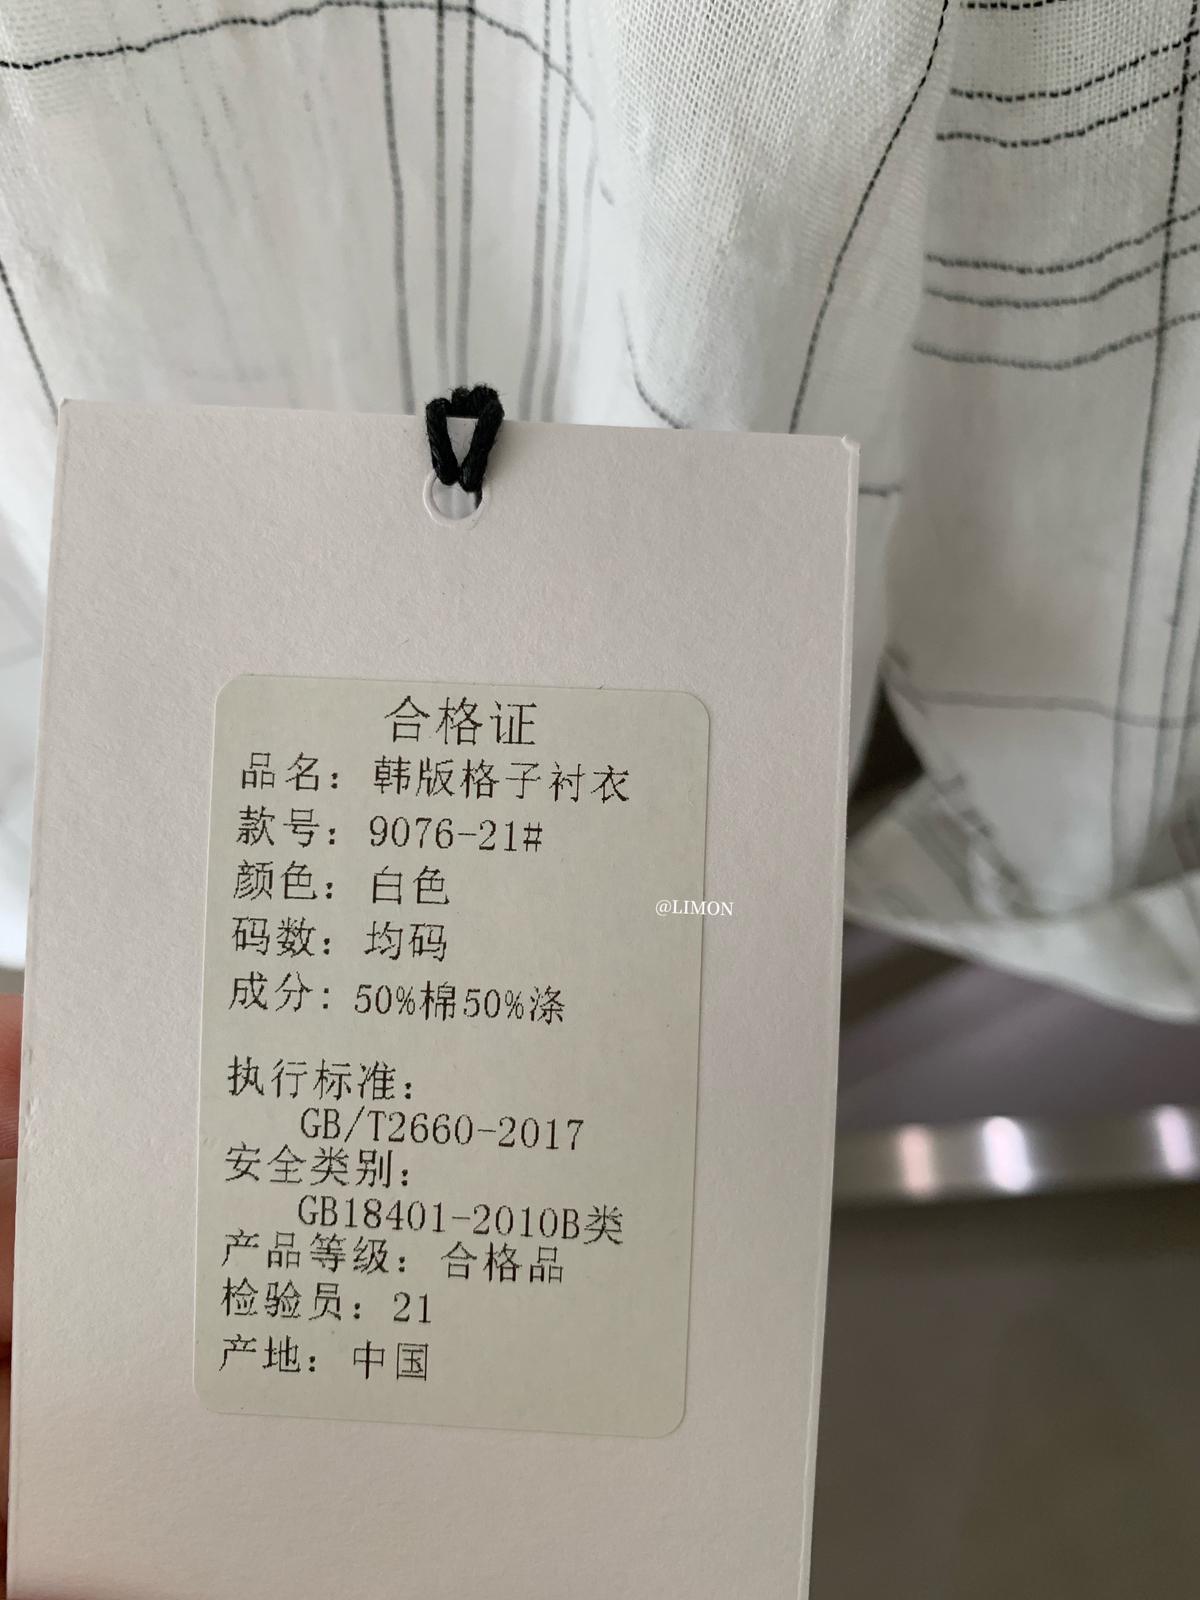 合格证
品名：韩版格子衬衣
款号：9076-21#
颜色：白色
码数：均码
成分：50%棉50%涤
执行标准：
GB/T2660-2017
安全类别：
GB18401-2010B类
产品等级：合格品
检验员：21
产地：中国
@LIMON